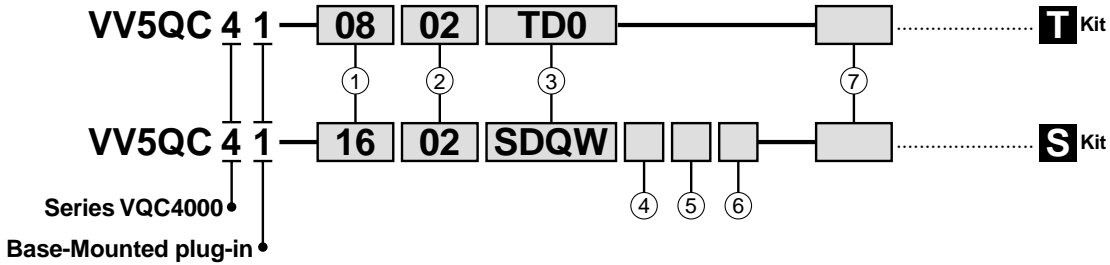 VV5QC 4 1 08 02 TD0 T Kit
1 2 3 7
VV5QC 4 1 16 02 SDQW S Kit
Series VQC4000 4 5 6
Base-Mounted plug-in